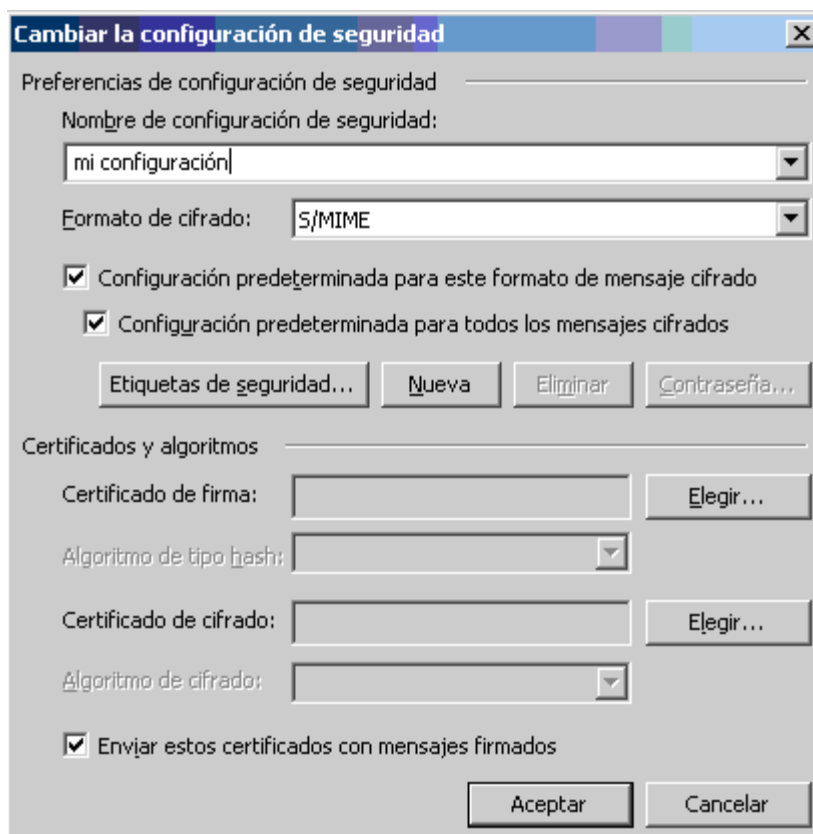 Cambiar la configuración de seguridad
Preferencias de configuración de seguridad
Nombre de configuración de seguridad:
mi configuración
Formato de cifrado: S/MIME
Configuración predeterminada para este formato de mensaje cifrado
Configuración predeterminada para todos los mensajes cifrados
Etiquetas de seguridad... Nueva Eliminar Contraseña...
Certificados y algoritmos
Certificado de firma: Elegir...
Algoritmo de tipo hash:
Certificado de cifrado: Elegir...
Algoritmo de cifrado:
Enviar estos certificados con mensajes firmados
Aceptar Cancelar